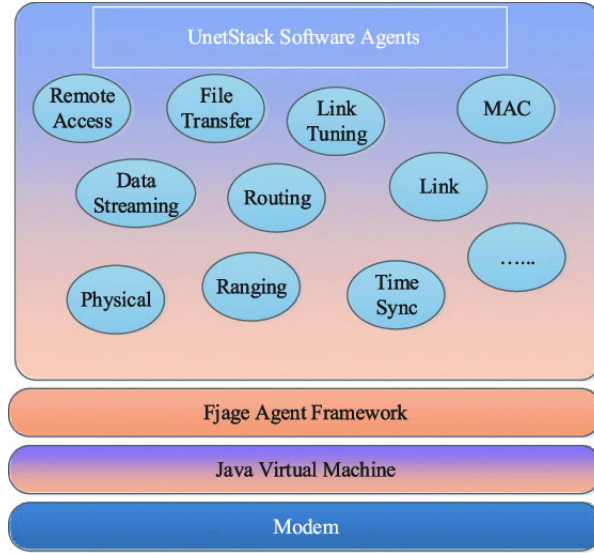 UnetStack Software Agents
Remote
Access
File
Transfer
Link
Tuning
MAC
Data
Streaming
Routing
Link
…...
Physical
Ranging
Time
Sync
Fjage Agent Framework
Java Virtual Machine
Modem